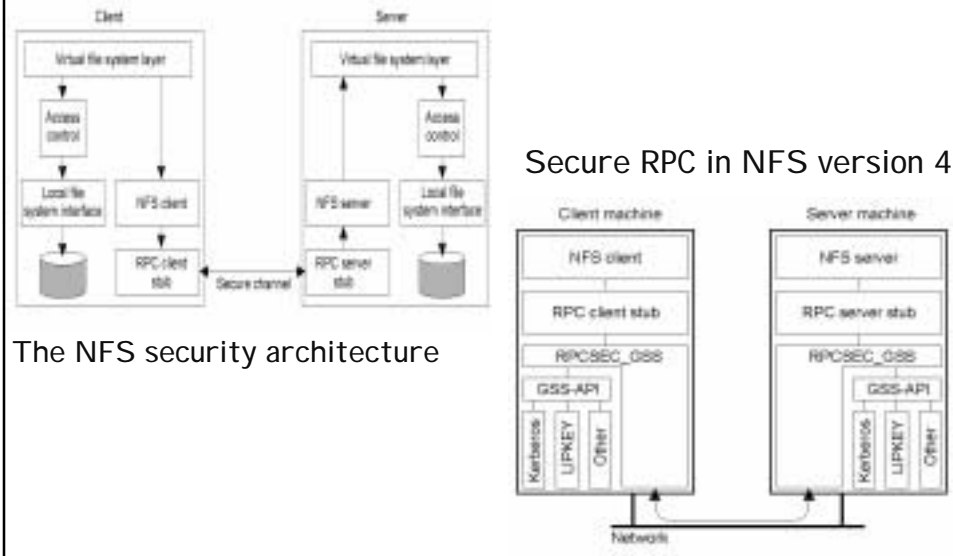 Client
Server
Virtual file system layer
Virtual file system layer
Access
control
Access
control
Local file
system interface
NFS client
NFS server
Local file
system interface
RPC client
stub
Secure channel
RPC server
stub
The NFS security architecture
Secure RPC in NFS version 4
Client machine
Server machine
NFS client
NFS server
RPC client stub
RPC server stub
RPCSEC_GSS
RPCSEC_GSS
GSS-API
GSS-API
Kerberos
LIPKEY
Other
Kerberos
LIPKEY
Other
Network